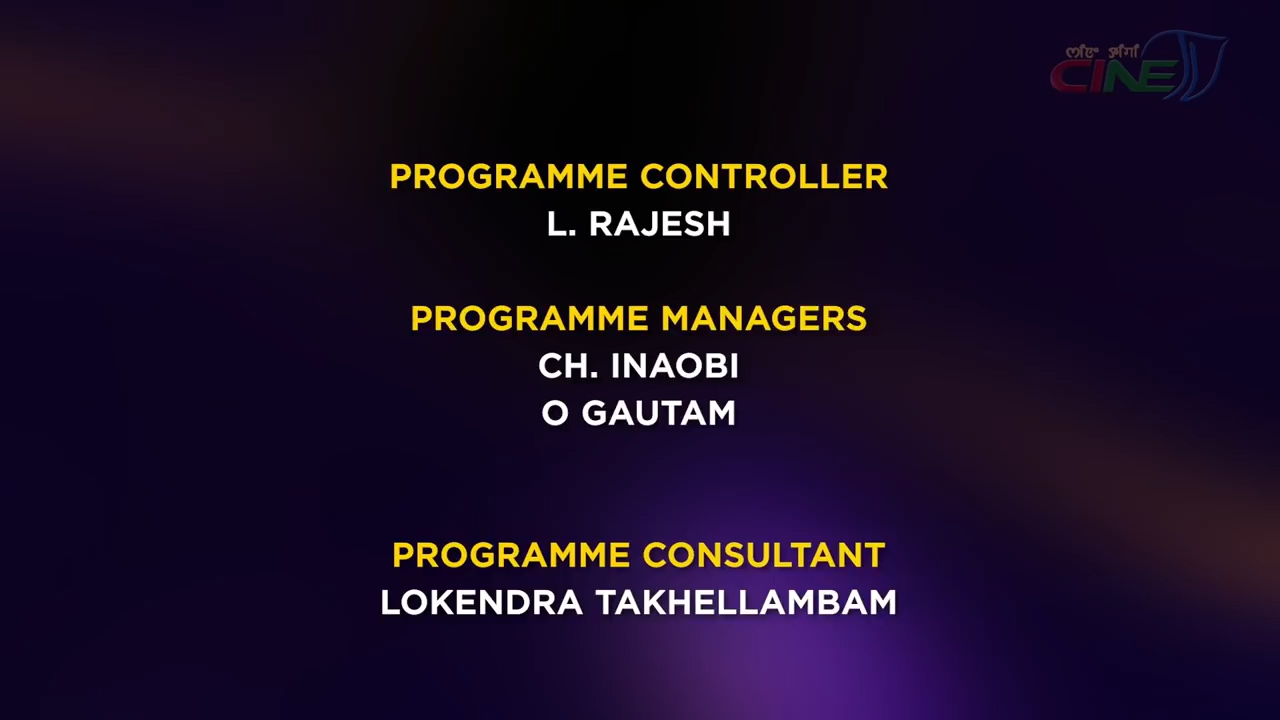 CINE
PROGRAMME CONTROLLER
L. RAJESH
PROGRAMME MANAGERS
CH. INAOBI
O GAUTAM
PROGRAMME CONSULTANT
LOKENDRA TAKHELLAMBAM